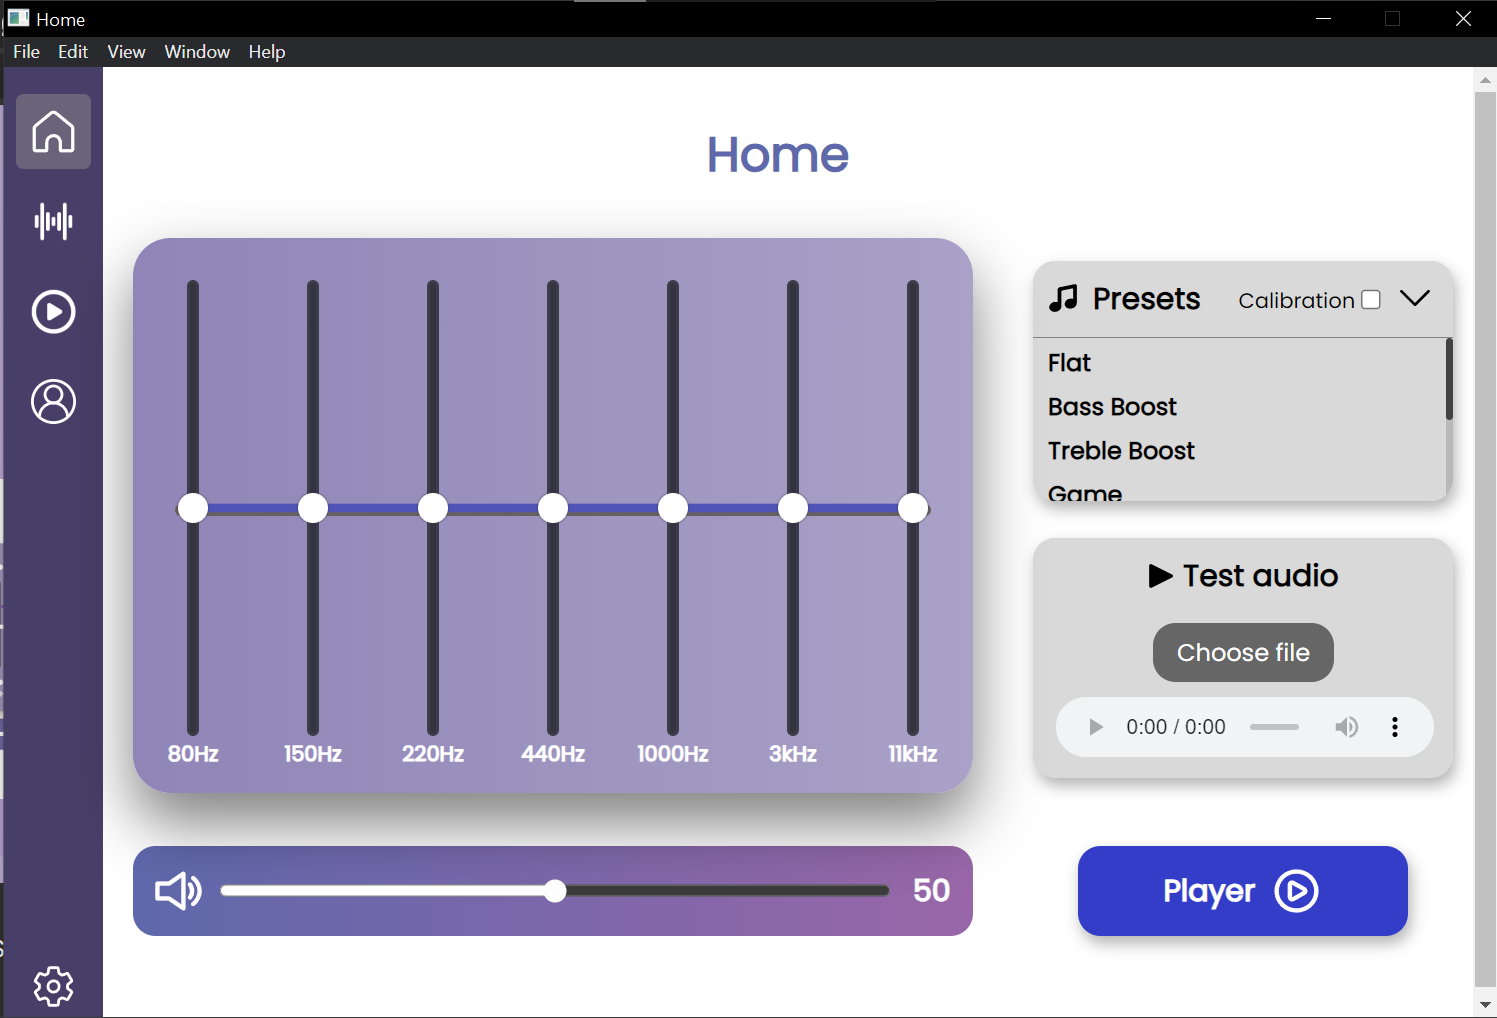 Home
File Edit View Window Help
Home
Presets Calibration
Flat
Bass Boost
Treble Boost
Game
Test audio
Choose file
0:00 / 0:00
80Hz 150Hz 220Hz 440Hz 1000Hz 3kHz 11kHz
50
Player